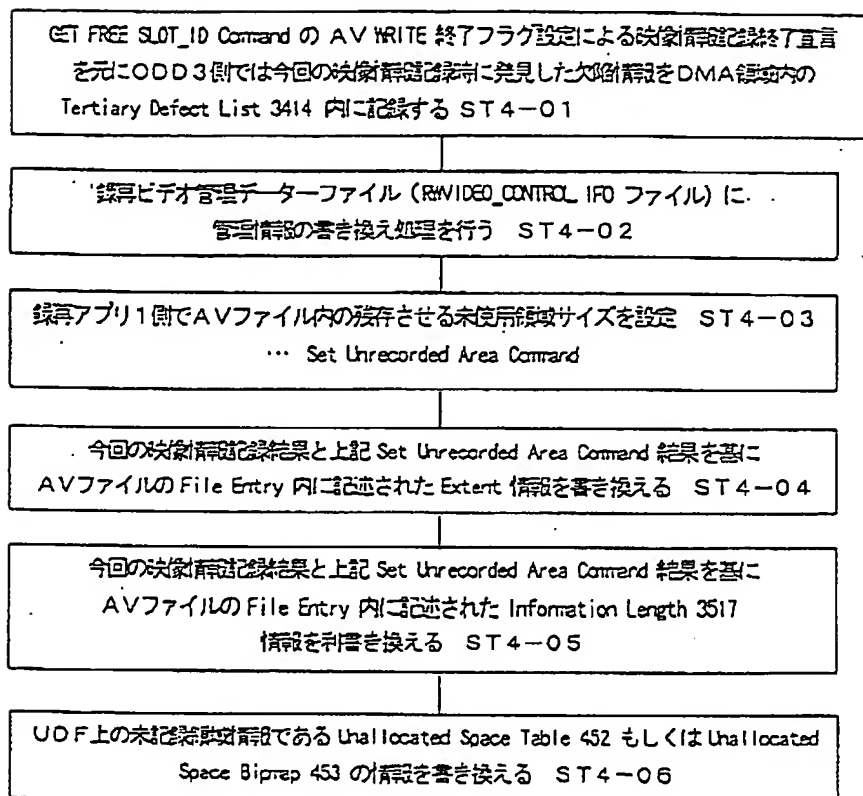 GET FREE SLOT_ID Command の AV WRITE 終了フラグ設定による映像情報記録終了宣言
を元にODD3側では今回の映像情報記録時に発見した欠陥情報をDMA領域内の
Tertiary Defect List 3414 内に記録する ST4-01
録再ビデオ管理データーファイル (RWVIDEO_CONTROL. IFO ファイル) に
管理情報の書き換え処理を行う ST4-02
録再アプリ1側でAVファイル内の残存させる未使用領域サイズを設定 ST4-03
… Set Unrecorded Area Command
今回の映像情報記録結果と上記 Set Unrecorded Area Command 結果を基に
AVファイルの File Entry 内に記述された Extent 情報を書き換える ST4-04
今回の映像情報記録結果と上記 Set Unrecorded Area Command 結果を基に
AVファイルの File Entry 内に記述された Information Length 3517
情報を利書き換える ST4-05
UDF上の未記録 情報である Unallocated Space Table 452 もしくは Unallocated
Space Bipmap 453 の情報を書き換える ST4-06